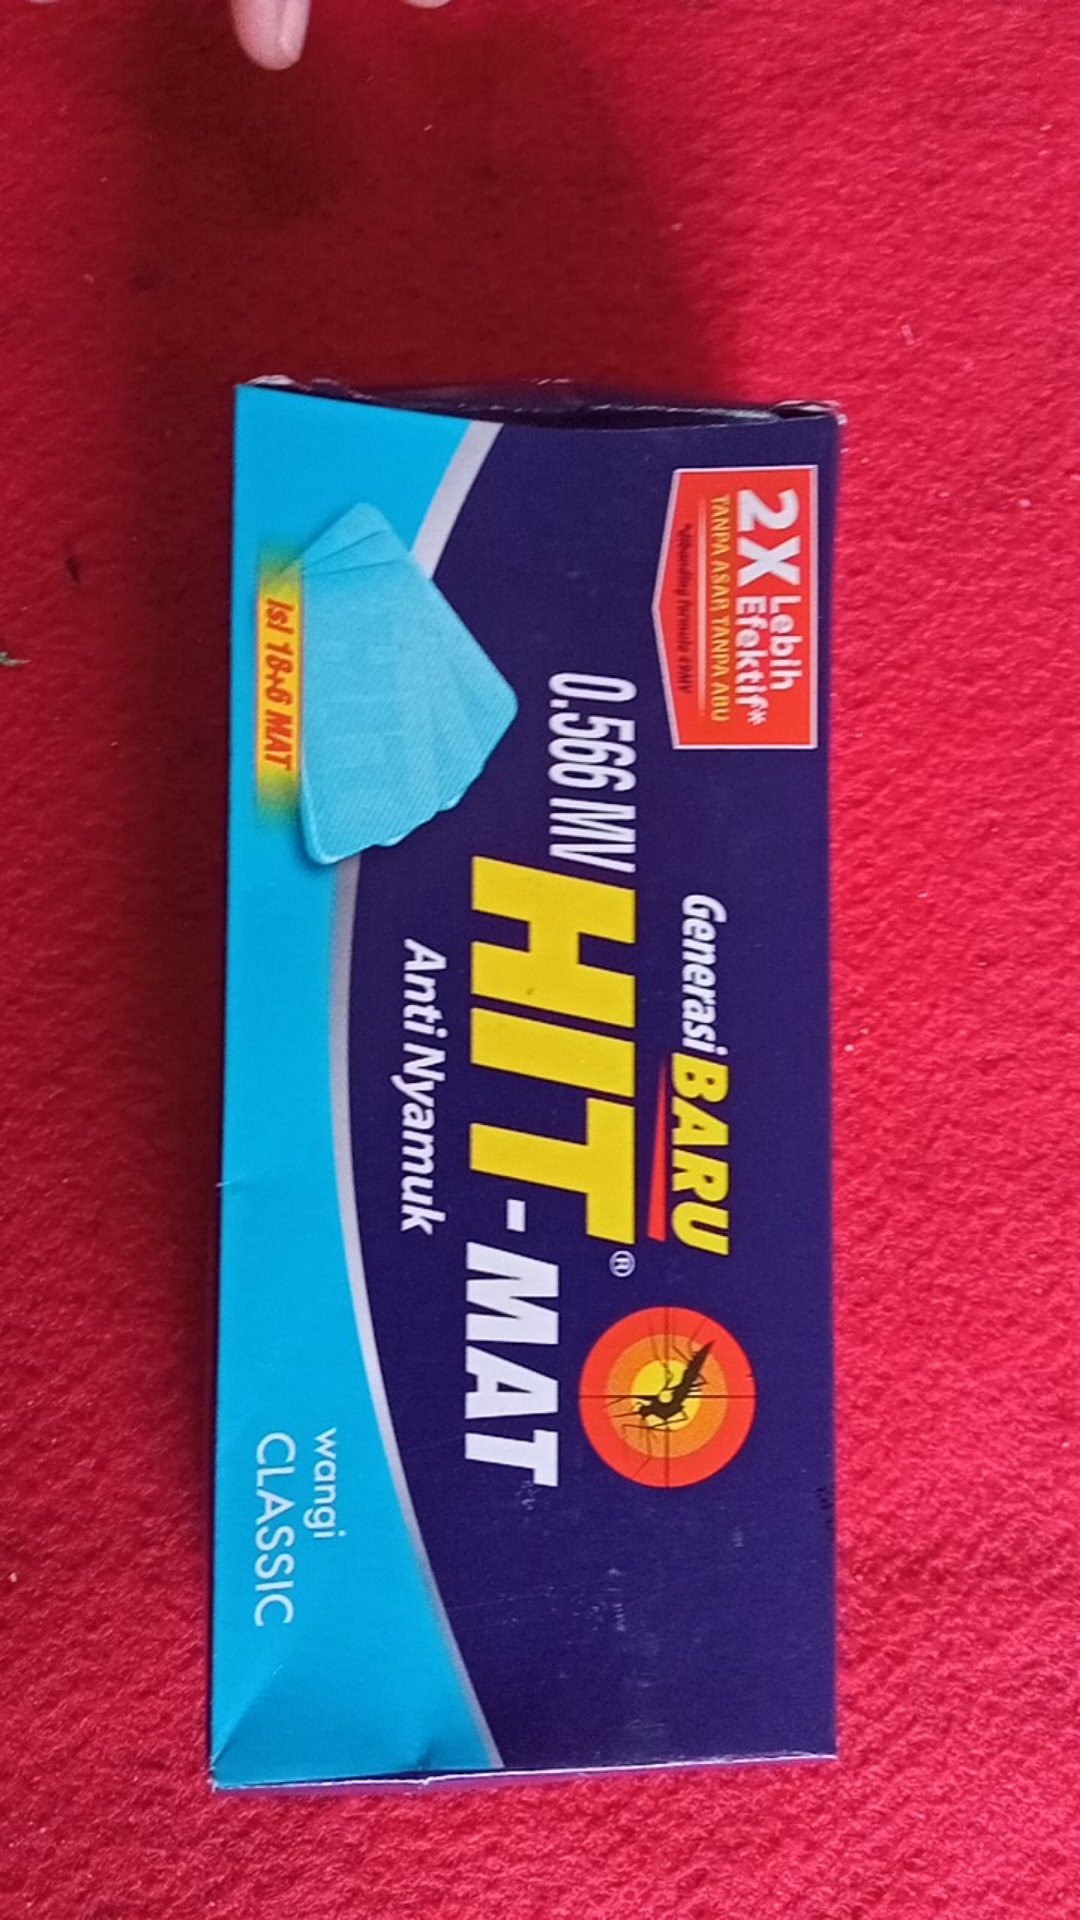 2X Lebih
Efektif*
TANPA ASAP TANPA ABU
Generasi BARU
0.566 MV HIT®
-MAT
Anti Nyamuk
Isi 18+6 MAT
wangi
CLASSIC